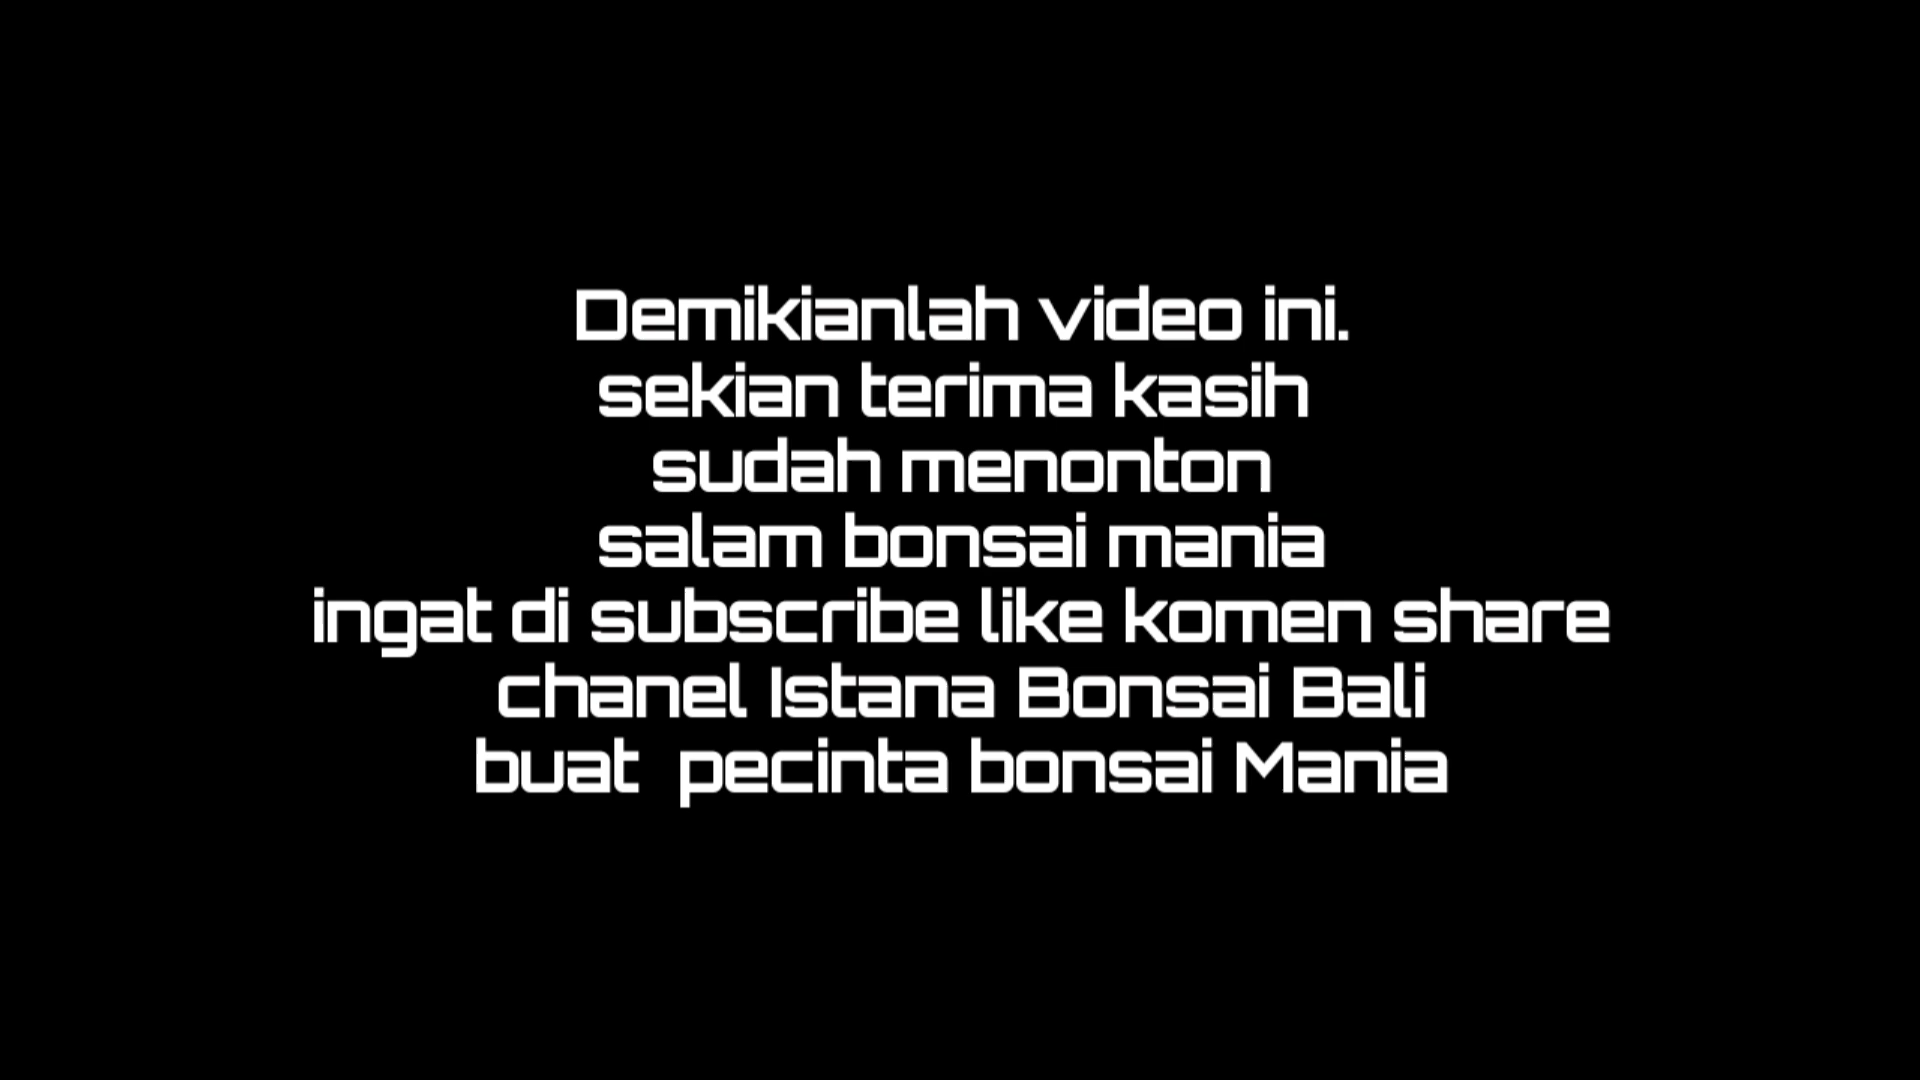 Demikianlah video ini.
sekian terima kasih
sudah menonton
salam bonsai mania
ingat di subscribe like komen share
chanel Istana Bonsai Bali
buat  pecinta bonsai Mania